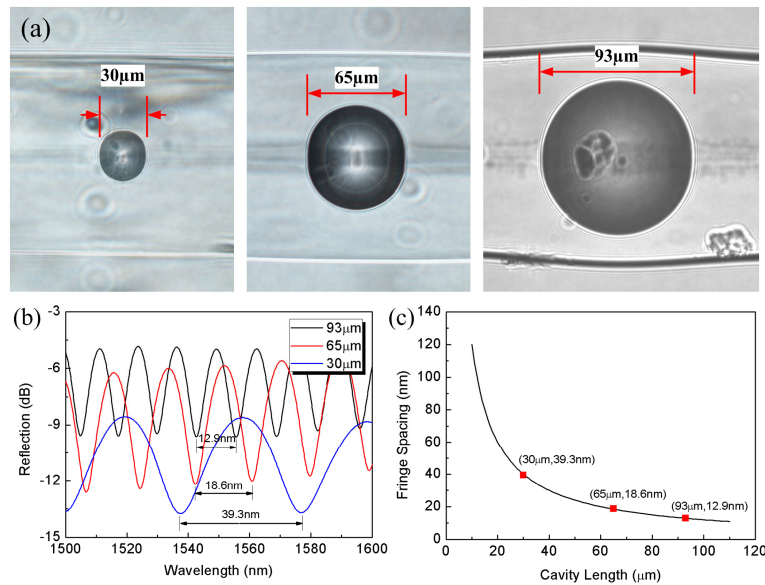 (a)
30µm
65µm
93µm
(b)
-3
-6
-9
-12
-15
Reflection (dB)
93µm
65µm
30µm
12.9nm
18.6nm
39.3nm
1500 1520 1540 1560 1580 1600
Wavelength (nm)
(c)
140
120
100
80
60
40
20
0
Fringe Spacing (nm)
(30µm,39.3nm)
(65µm,18.6nm)
(93µm,12.9nm)
0 20 40 60 80 100 120
Cavity Length (µm)